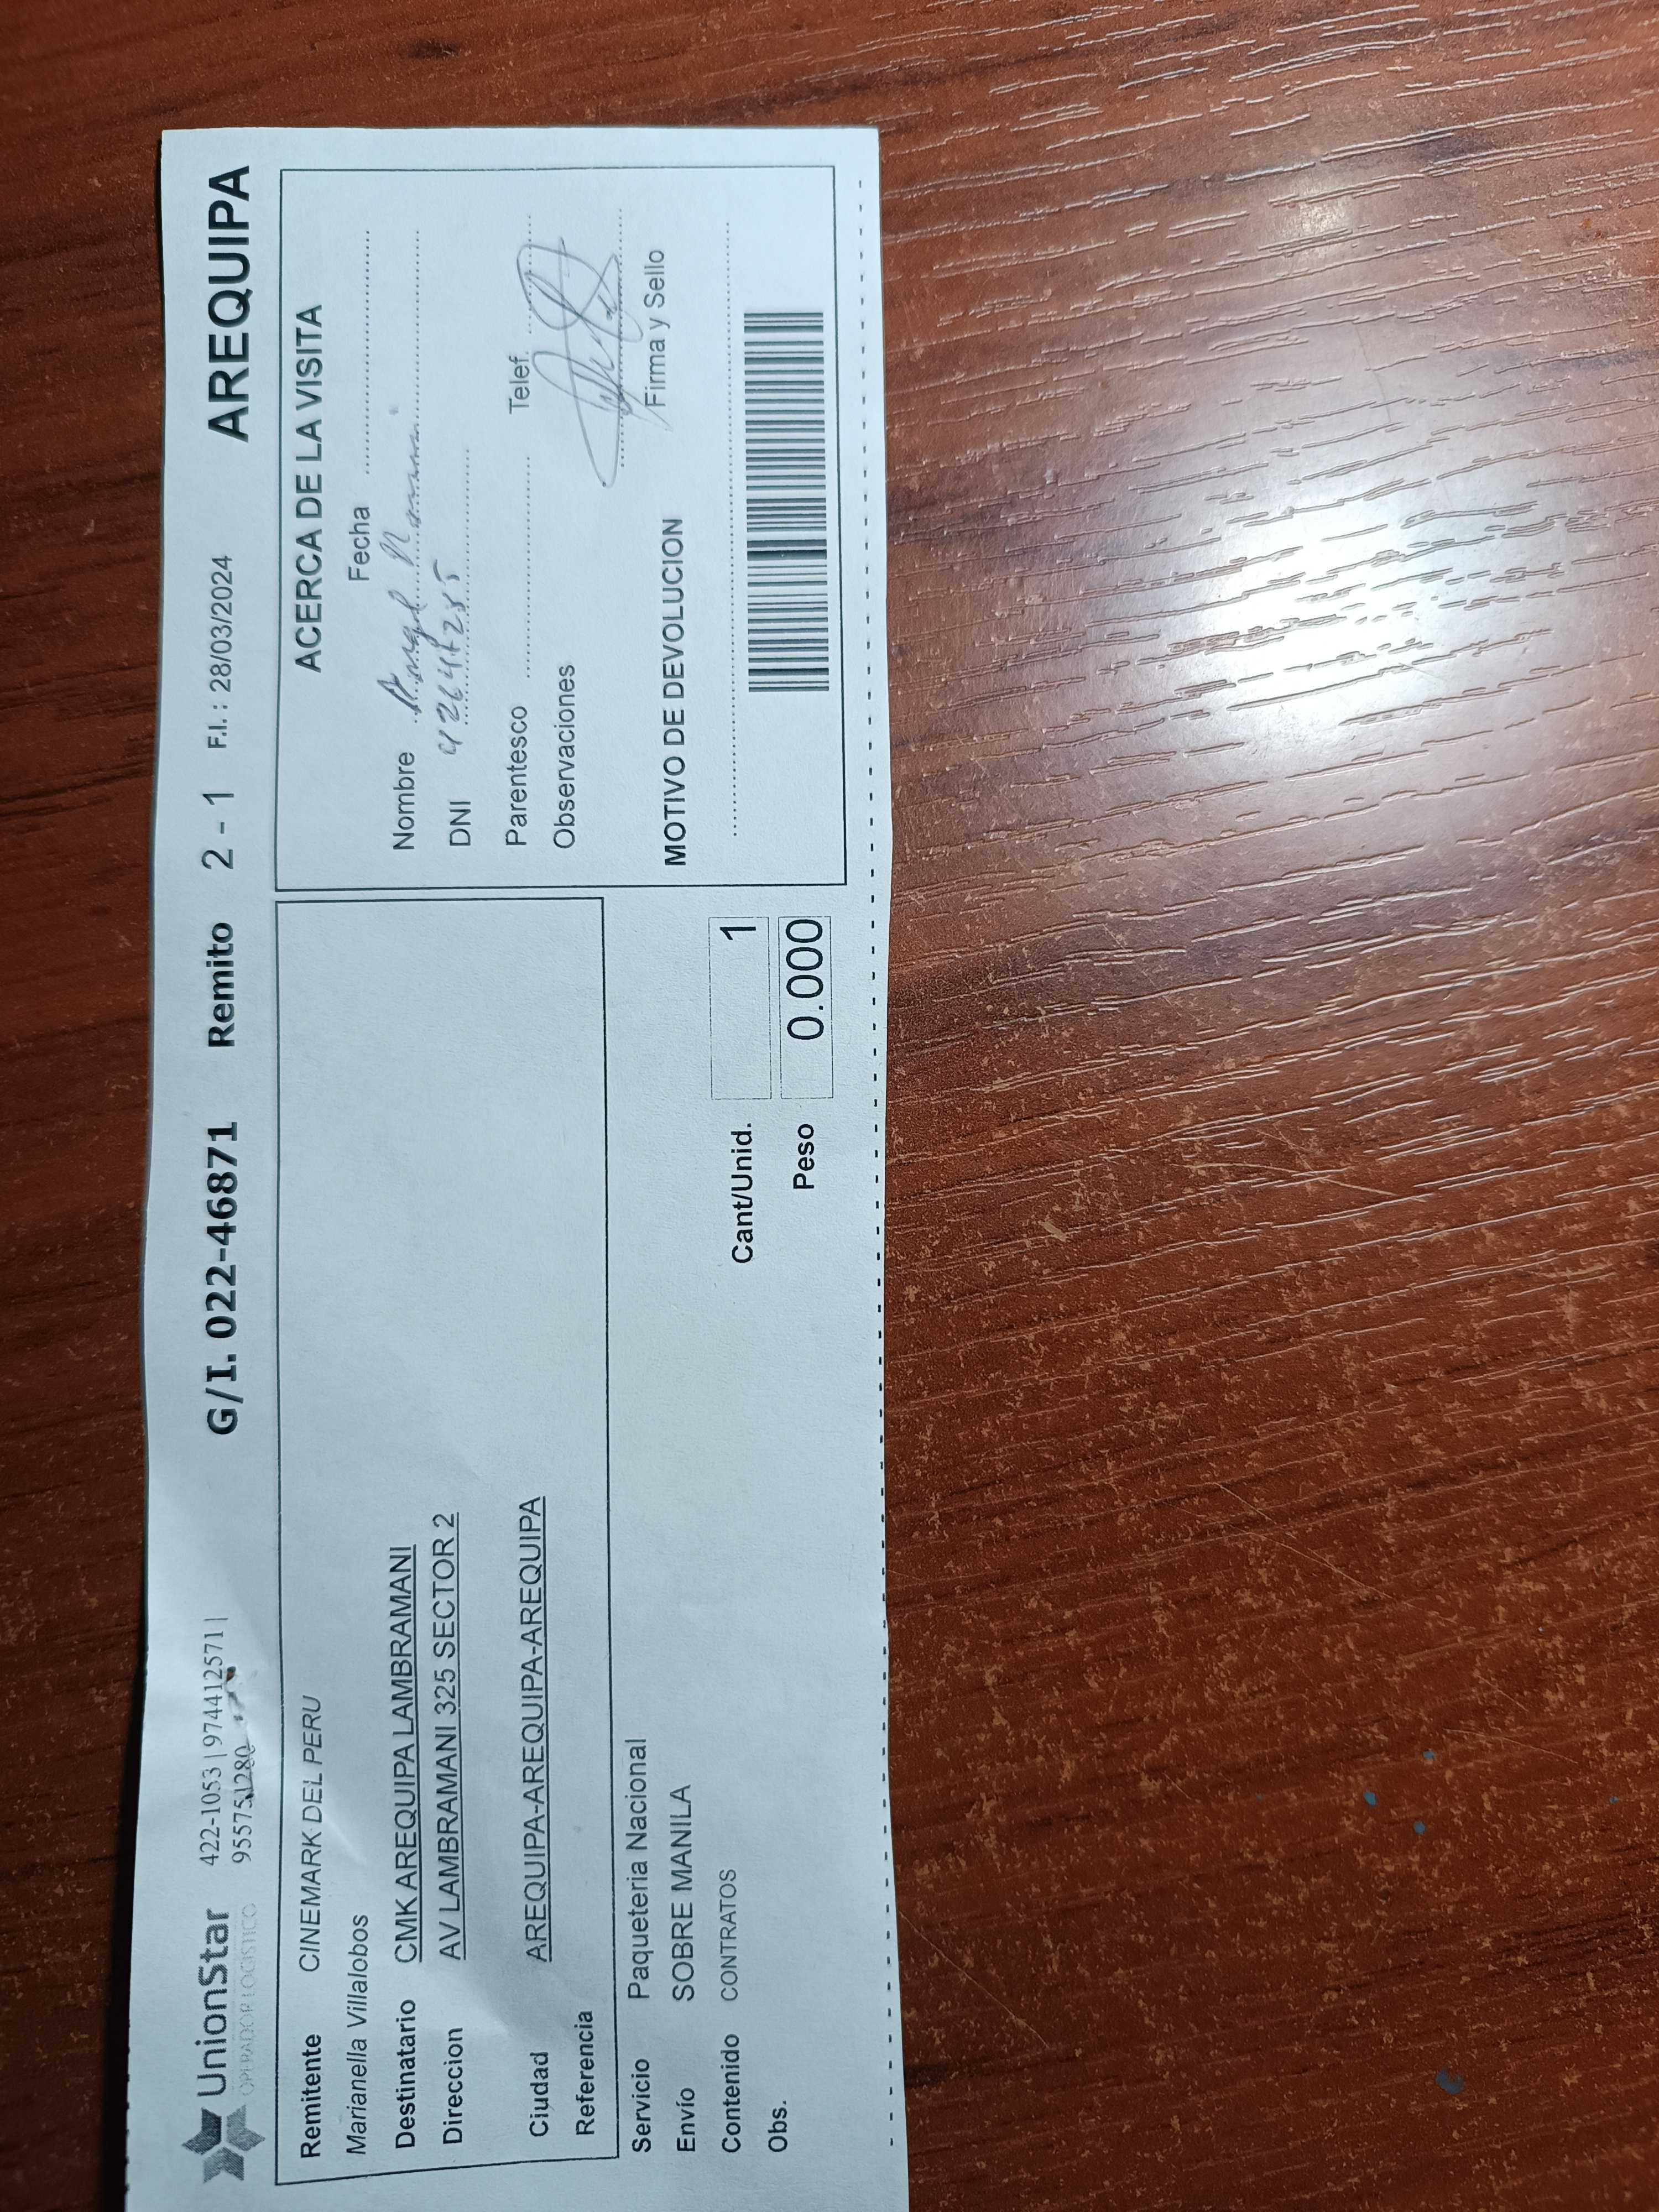 UnionStar
OPERADOR LOGISTICO
422-1053 | 974412571 |
955751280
G/I. 022-46871 Remito 2 - 1 F.I. : 28/03/2024 AREQUIPA
Remitente CINEMARK DEL PERU
Marianella Villalobos
Destinatario CMK AREQUIPA LAMBRAMANI
Direccion AV LAMBRAMANI 325 SECTOR 2
Ciudad AREQUIPA-AREQUIPA-AREQUIPA
Referencia
Servicio Paqueteria Nacional
Envío SOBRE MANILA
Contenido CONTRATOS
Obs.
Cant/Unid. 1
Peso 0.000
ACERCA DE LA VISITA
Fecha
Nombre Angel Mamani
DNI
Parentesco Telef.
Observaciones
Firma y Sello
MOTIVO DE DEVOLUCION